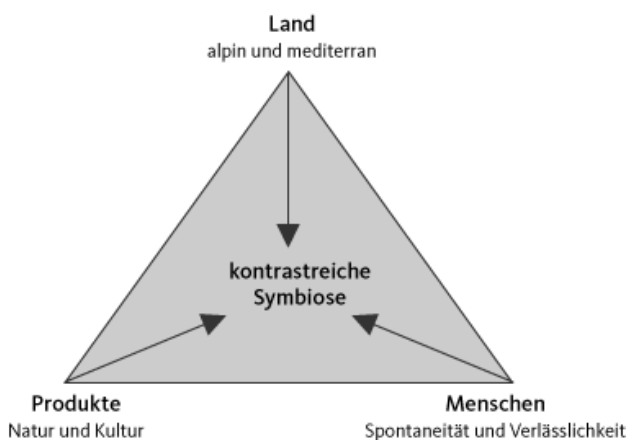 Land
alpin und mediterran
kontrastreiche
Symbiose
Produkte
Natur und Kultur
Menschen
Spontaneität und Verlässlichkeit